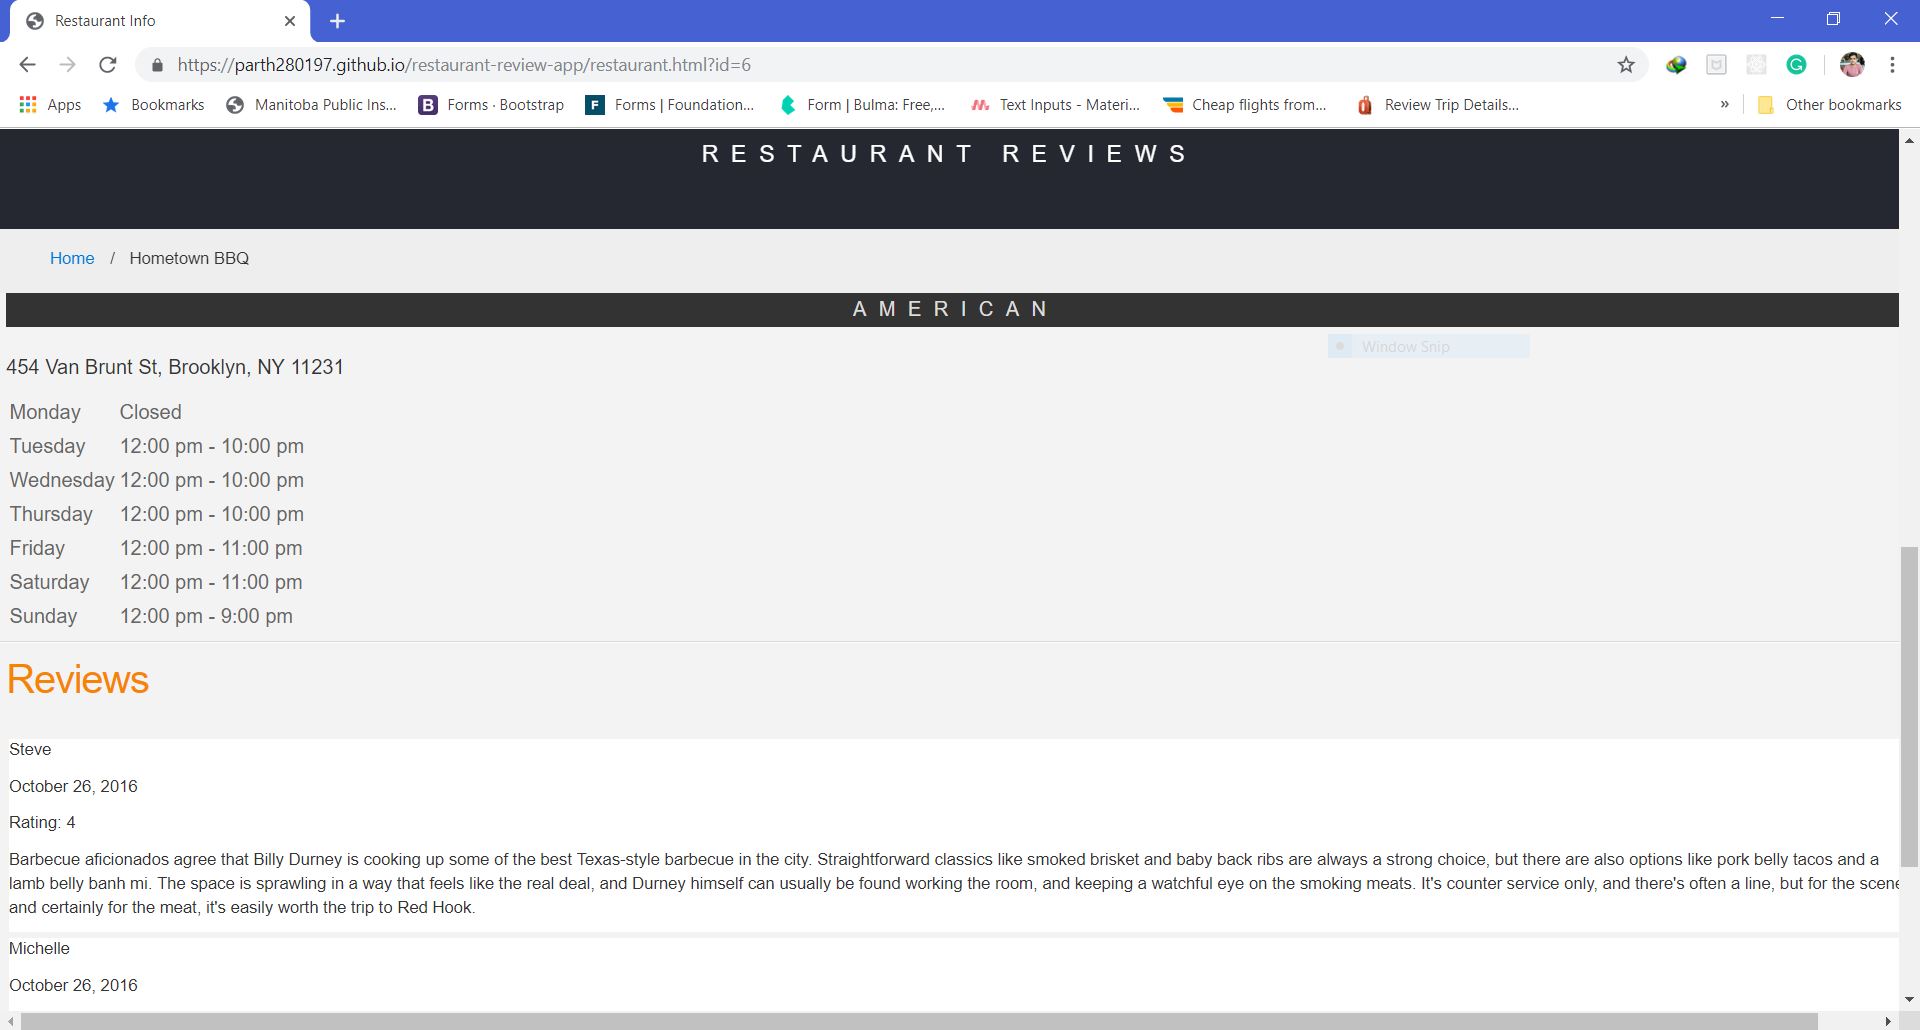 Restaurant Info
https://parth280197.github.io/restaurant-review-app/restaurant.html?id=6
Apps Bookmarks Manitoba Public Ins... B Forms · Bootstrap F Forms | Foundation... Form | Bulma: Free,... Text Inputs - Materi... Cheap flights from... Review Trip Details... » Other bookmarks
RESTAURANT REVIEWS
Home / Hometown BBQ
AMERICAN
Window Snip
454 Van Brunt St, Brooklyn, NY 11231
Monday Closed
Tuesday 12:00 pm - 10:00 pm
Wednesday 12:00 pm - 10:00 pm
Thursday 12:00 pm - 10:00 pm
Friday 12:00 pm - 11:00 pm
Saturday 12:00 pm - 11:00 pm
Sunday 12:00 pm - 9:00 pm
Reviews
Steve
October 26, 2016
Rating: 4
Barbecue aficionados agree that Billy Durney is cooking up some of the best Texas-style barbecue in the city. Straightforward classics like smoked brisket and baby back ribs are always a strong choice, but there are also options like pork belly tacos and a
lamb belly banh mi. The space is sprawling in a way that feels like the real deal, and Durney himself can usually be found working the room, and keeping a watchful eye on the smoking meats. It's counter service only, and there's often a line, but for the scene
and certainly for the meat, it's easily worth the trip to Red Hook.
Michelle
October 26, 2016